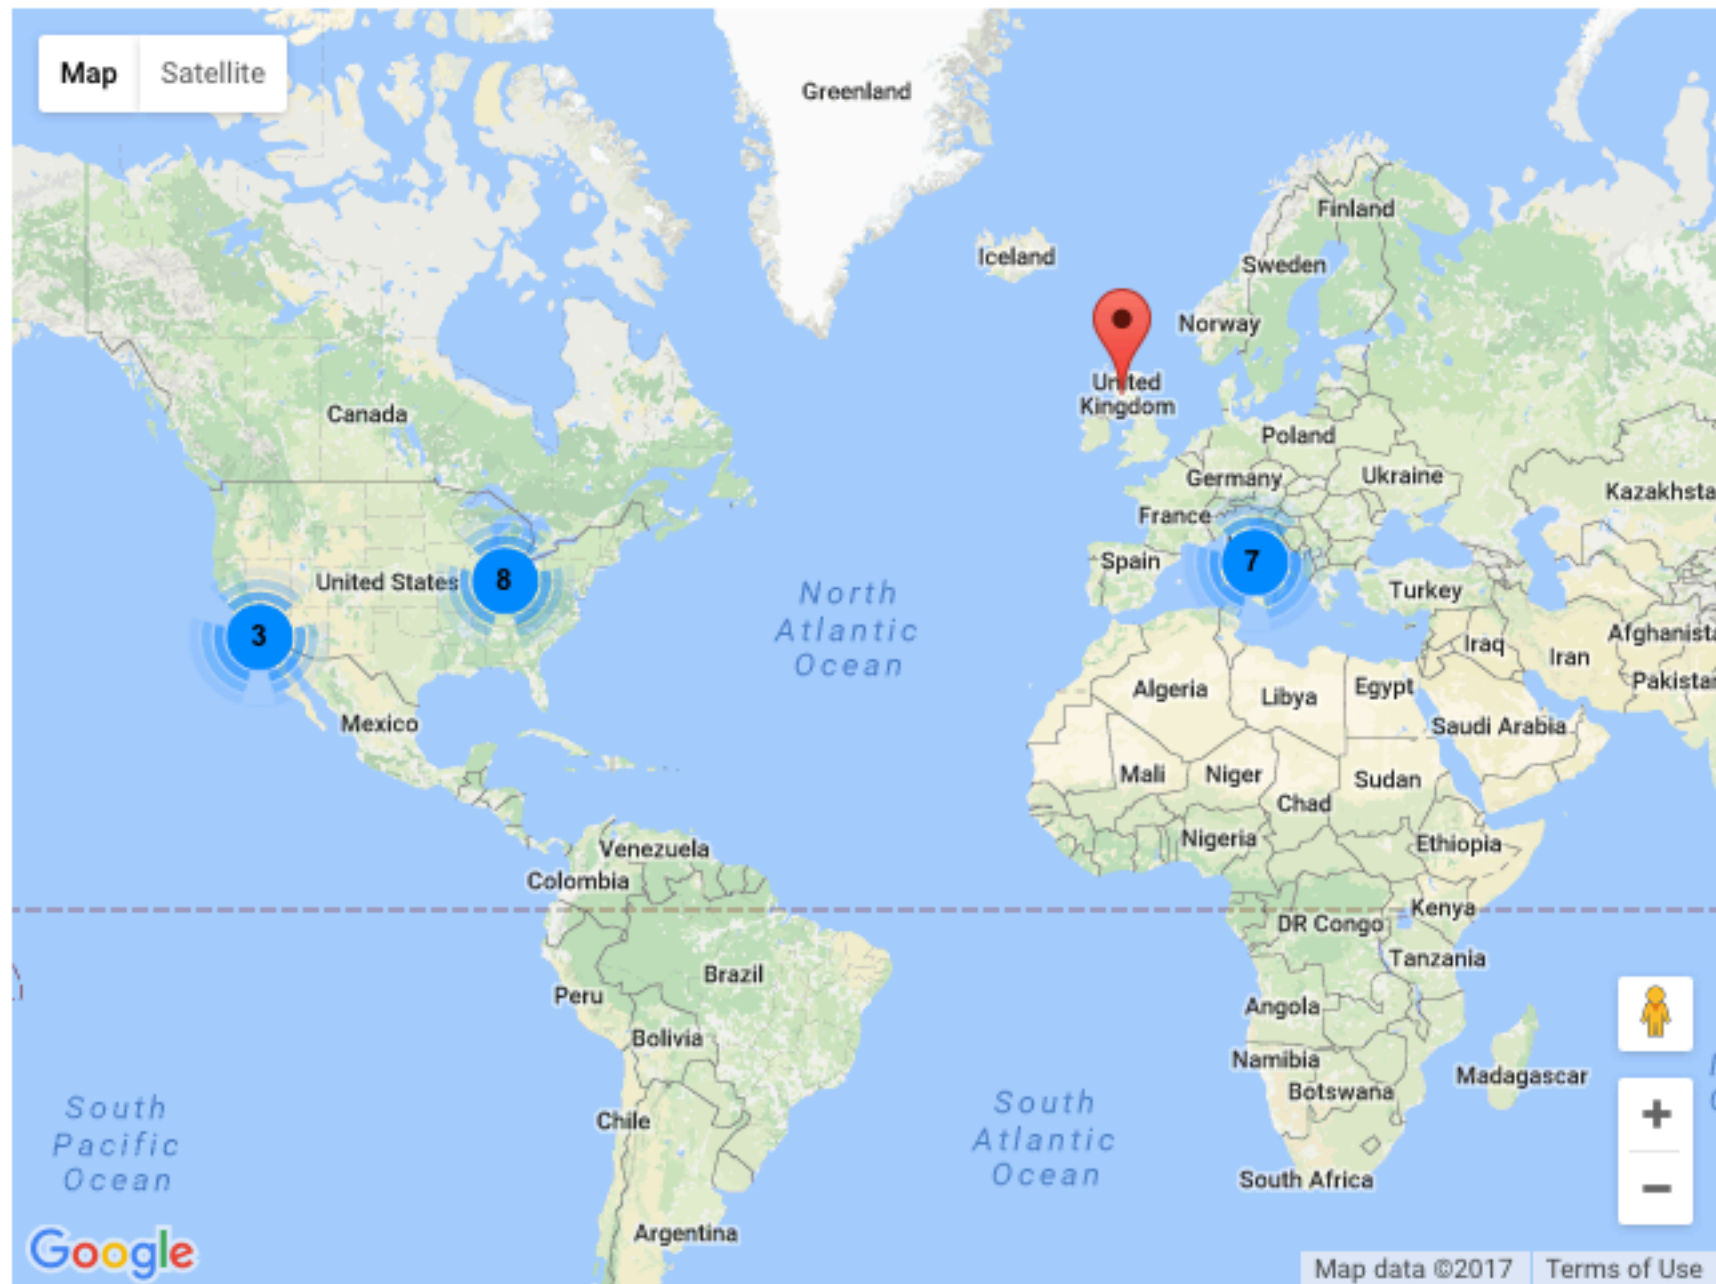 Map Satellite
Greenland
Finland
Iceland
Sweden
Norway
United
Kingdom
Canada
Poland
Germany
Ukraine
Kazakhsta
France
8
7
Spain
United States
Turkey
North
Atlantic
Ocean
3
Iraq
Afghanista
Iran
Pakistan
Algeria
Libya
Egypt
Mexico
Saudi Arabia
Mali
Niger
Sudan
Chad
Nigeria
Ethiopia
Venezuela
Colombia
Kenya
DR Congo
Tanzania
Brazil
Peru
Angola
Bolivia
Namibia
Madagascar
Botswana
South
Pacific
Ocean
Chile
South
Atlantic
Ocean
South Africa
+
−
Argentina
Google
Map data ©2017 Terms of Use